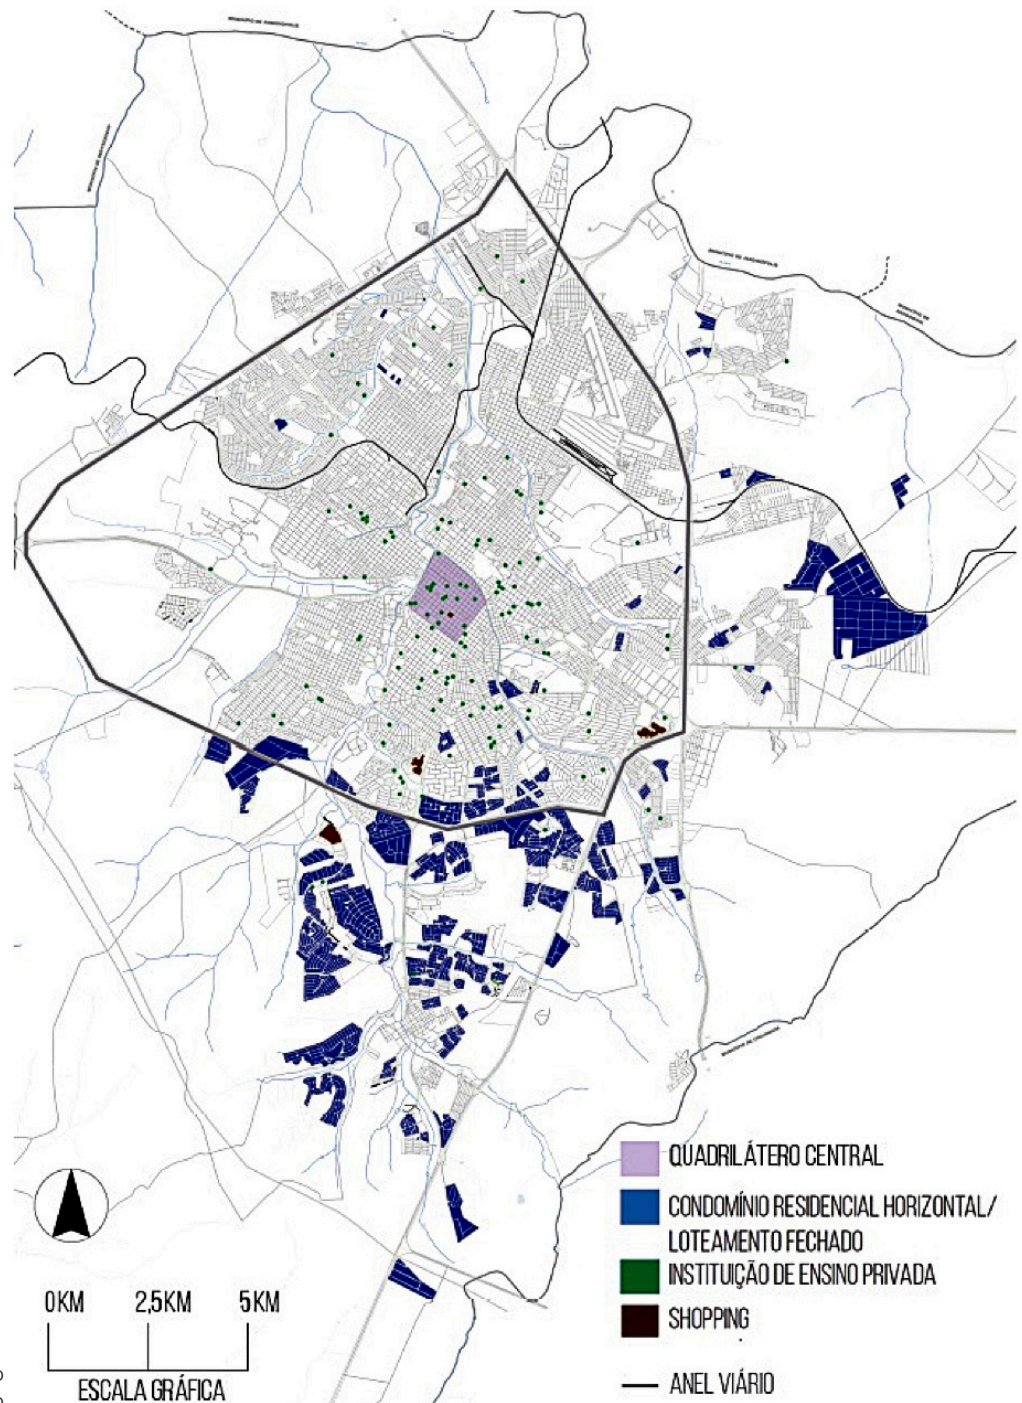 QUADRILÁTERO CENTRAL
CONDOMÍNIO RESIDENCIAL HORIZONTAL/
LOTEAMENTO FECHADO
INSTITUIÇÃO DE ENSINO PRIVADA
SHOPPING
ANEL VIÁRIO
0KM 2,5KM 5KM
ESCALA GRÁFICA